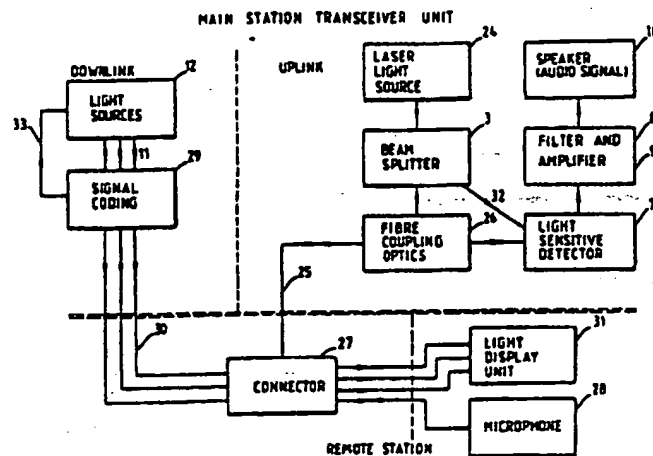 MAIN STATION TRANSCEIVER UNIT
DOWNLINK
12
LIGHT
SOURCES
33
11
29
SIGNAL
CODING
30
UPLINK
24
LASER
LIGHT
SOURCE
3
BEAM
SPLITTER
32
26
FIBRE
COUPLING
OPTICS
25
SPEAKER
(AUDIO SIGNAL)
FILTER AND
AMPLIFIER
LIGHT
SENSITIVE
DETECTOR
27
CONNECTOR
31
LIGHT
DISPLAY
UNIT
28
MICROPHONE
REMOTE STATION